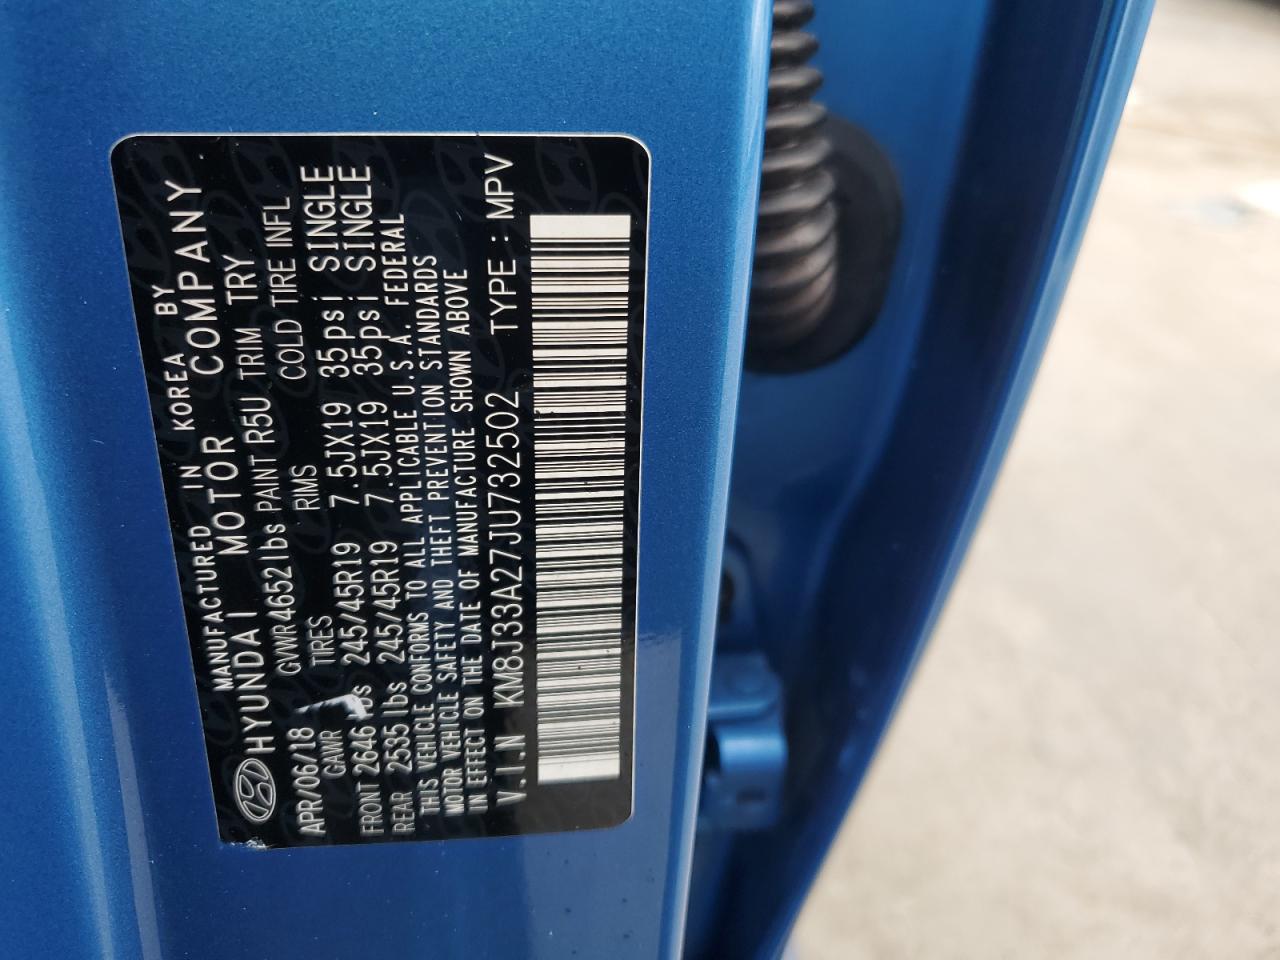 MANUFACTURED IN KOREA BY
HYUNDAI MOTOR COMPANY
APR/06/18 GVWR 4652lbs PAINT R5U TRIM TRY
GAWR TIRES RIMS COLD TIRE INFL
FRONT 2646 lbs 245/45R19 7.5JX19 35psi SINGLE
REAR 2535 lbs 245/45R19 7.5JX19 35psi SINGLE
THIS VEHICLE CONFORMS TO ALL APPLICABLE U.S.A. FEDERAL
MOTOR VEHICLE SAFETY AND THEFT PREVENTION STANDARDS
IN EFFECT ON THE DATE OF MANUFACTURE SHOWN ABOVE
V.I.N KM8J33A27JU732502 TYPE : MPV